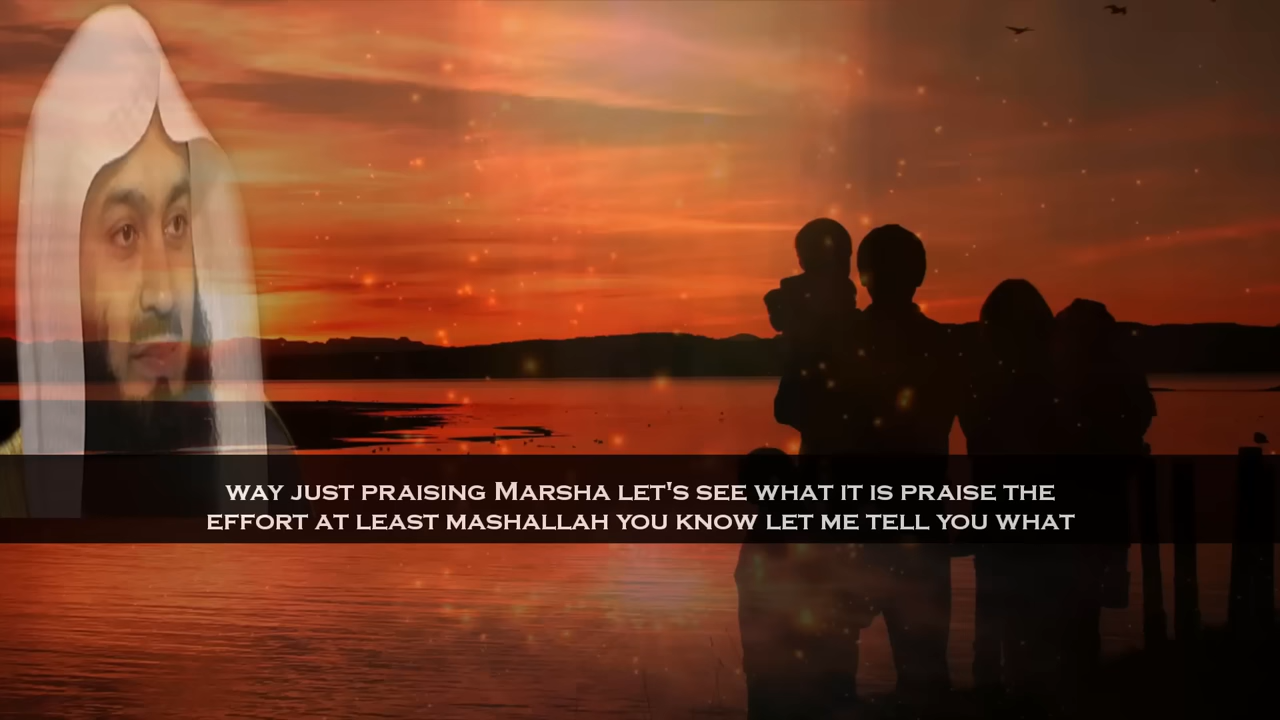 WAY JUST PRAISING MARSHA LET'S SEE WHAT IT IS PRAISE THE
EFFORT AT LEAST MASHALLAH YOU KNOW LET ME TELL YOU WHAT